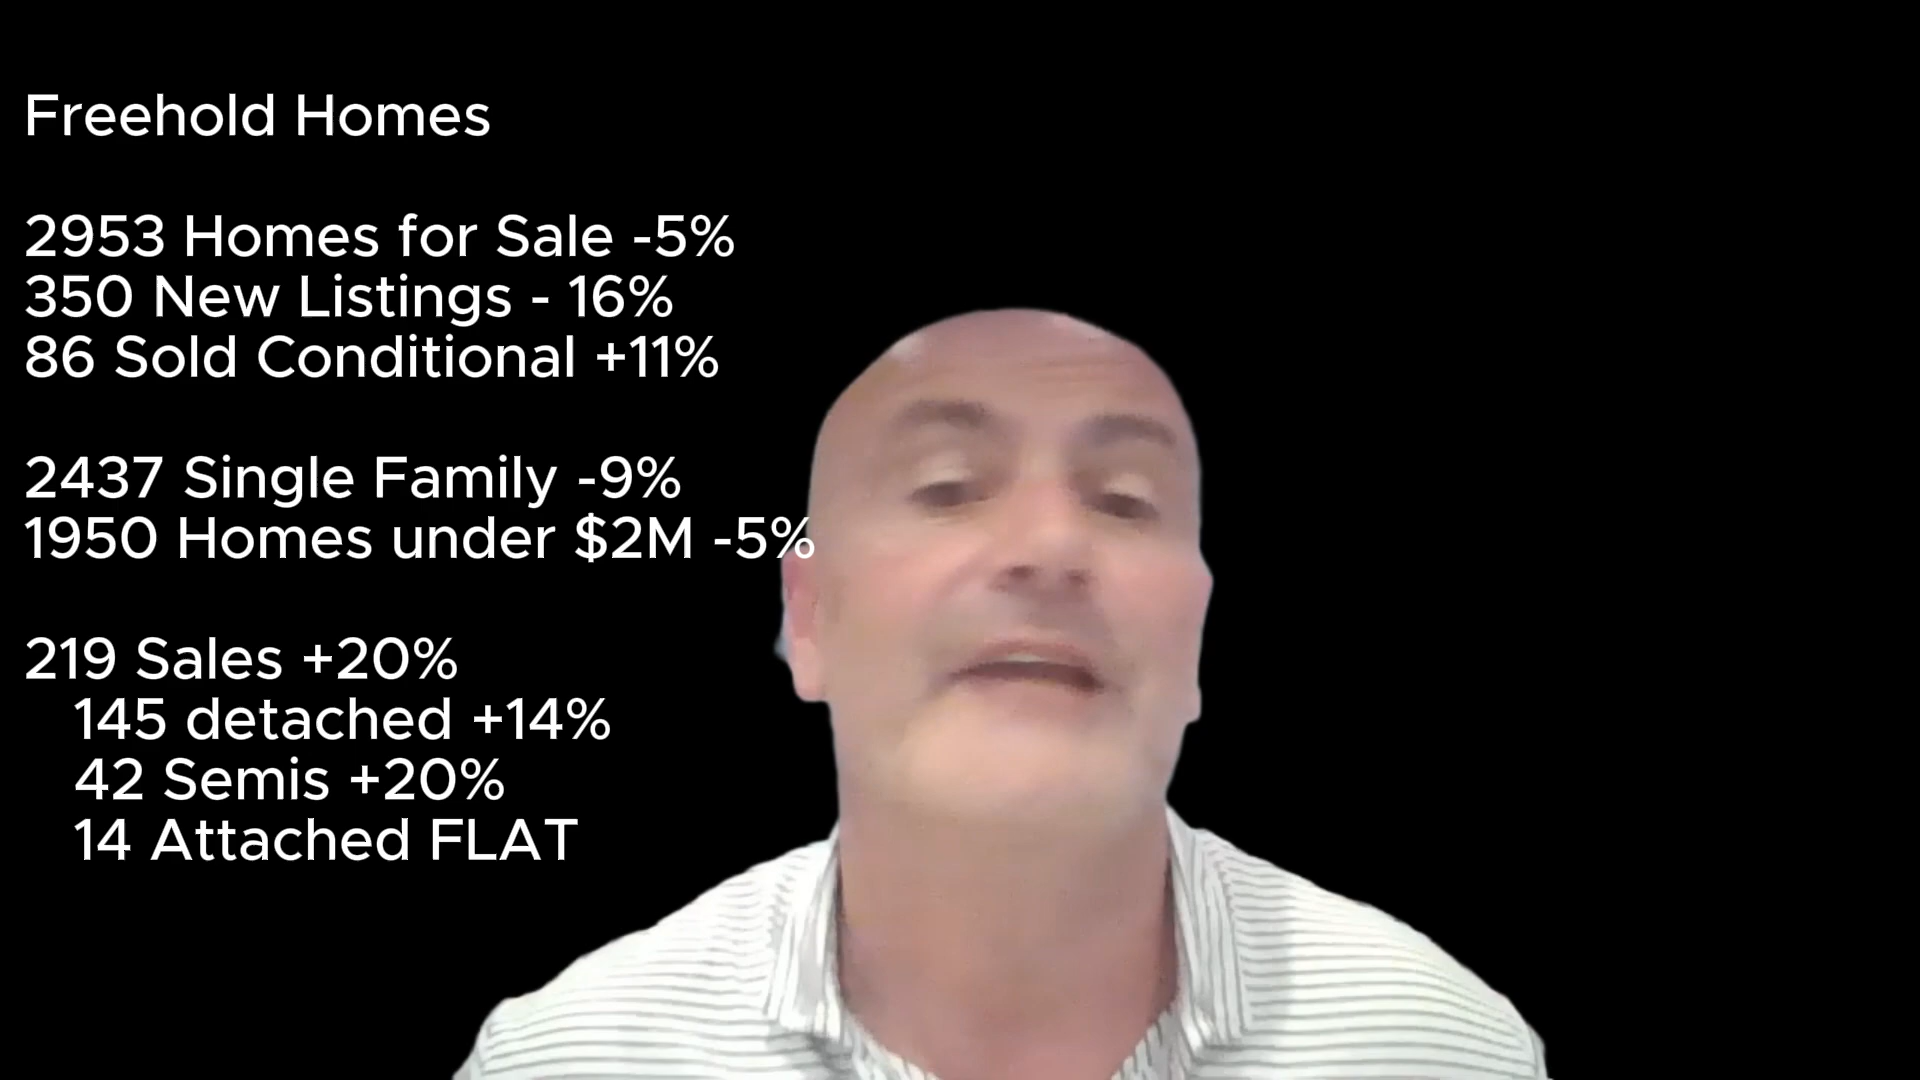 Freehold Homes
2953 Homes for Sale -5%
350 New Listings - 16%
86 Sold Conditional +11%
2437 Single Family -9%
1950 Homes under $2M -5%
219 Sales +20%
145 detached +14%
42 Semis +20%
14 Attached FLAT